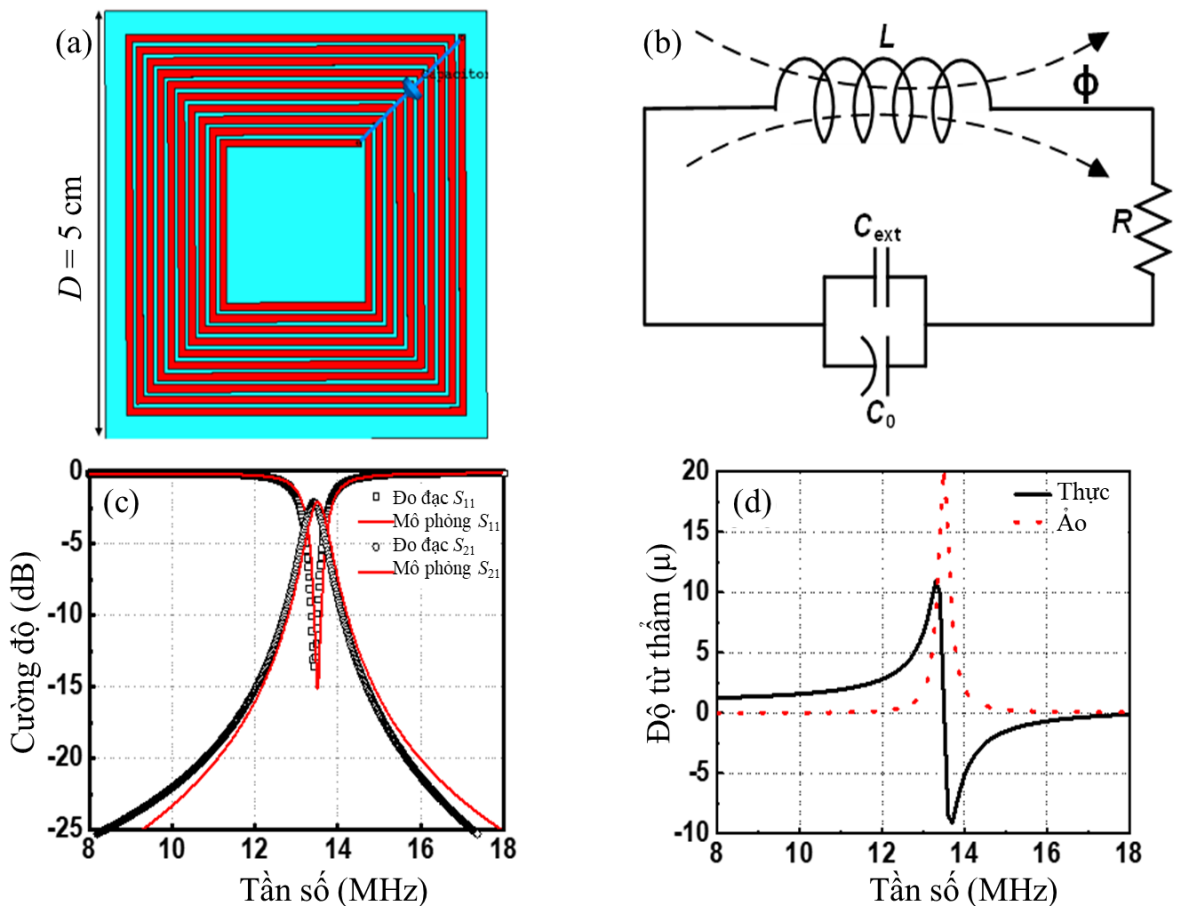 (a)
Capacitor
D = 5 cm
(b)
L
ϕ
R
Cext
C0
(c)
0
-5
-10
-15
-20
-25
8 10 12 14 16 18
Cường độ (dB)
Tần số (MHz)
Đo đạc S11
Mô phỏng S11
Đo đạc S21
Mô phỏng S21
(d)
20
15
10
5
0
-5
-10
8 10 12 14 16 18
Độ từ thẩm (μ)
Tần số (MHz)
Thực
Ảo